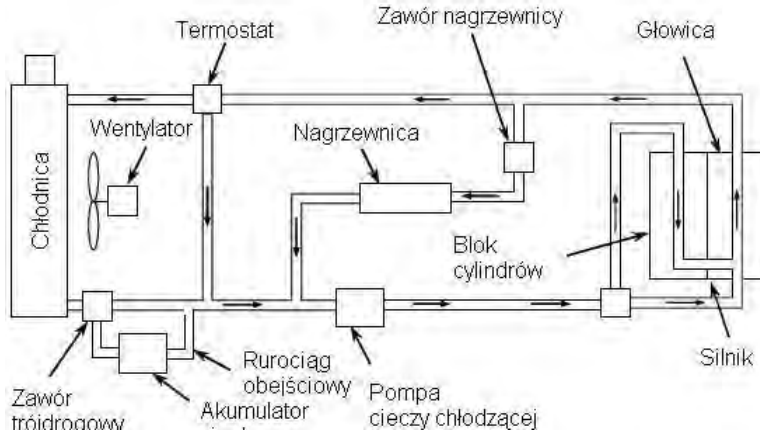 Termostat
Zawór nagrzewnicy
Głowica
Wentylator
Nagrzewnica
Chłodnica
Blok
cylindrów
Silnik
Rurociąg
obejściowy
Pompa
cieczy chłodzącej
Zawór
trójdrogowy
Akumulator